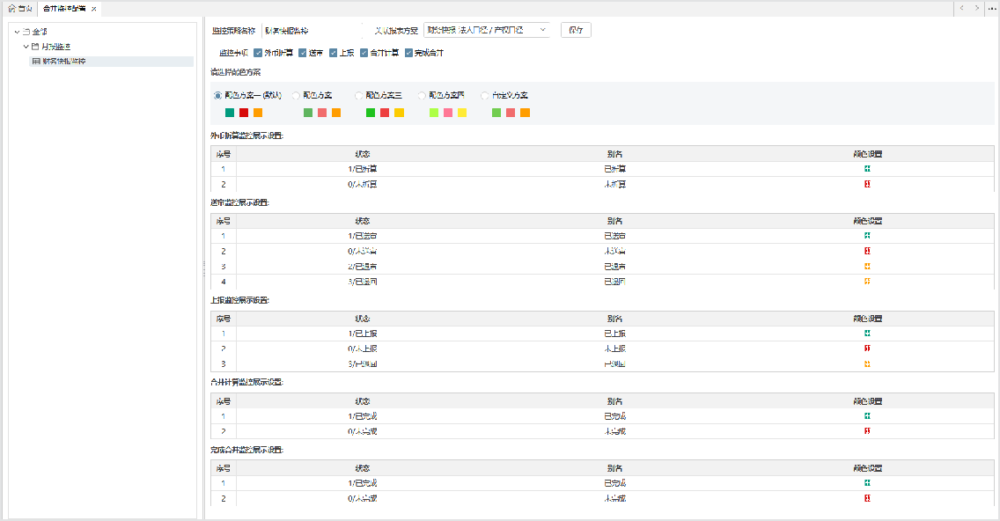 首页 合并监控配置 ×
全部
月报监控
财务快报监控
监控策略名称 财务快报监控 关联报表方案 财务快报 法人口径 / 产权口径 保存
监控事项 外币折算 送审 上报 合并计算 完成合并
请选择配色方案
配色方案一 (默认) 配色方案 配色方案三 配色方案四 自定义方案
外币折算监控展示设置:
序号 状态 别名 颜色设置
1 1/已折算 已折算
2 0/未折算 未折算
送审监控展示设置:
序号 状态 别名 颜色设置
1 1/已送审 已送审
2 0/未送审 未送审
3 2/已退审 已退审
4 3/已退回 已退回
上报监控展示设置:
序号 状态 别名 颜色设置
1 1/已上报 已上报
2 0/未上报 未上报
3 3/已退回 已退回
合并计算监控展示设置:
序号 状态 别名 颜色设置
1 1/已完成 已完成
2 0/未完成 未完成
完成合并监控展示设置:
序号 状态 别名 颜色设置
1 1/已完成 已完成
2 0/未完成 未完成